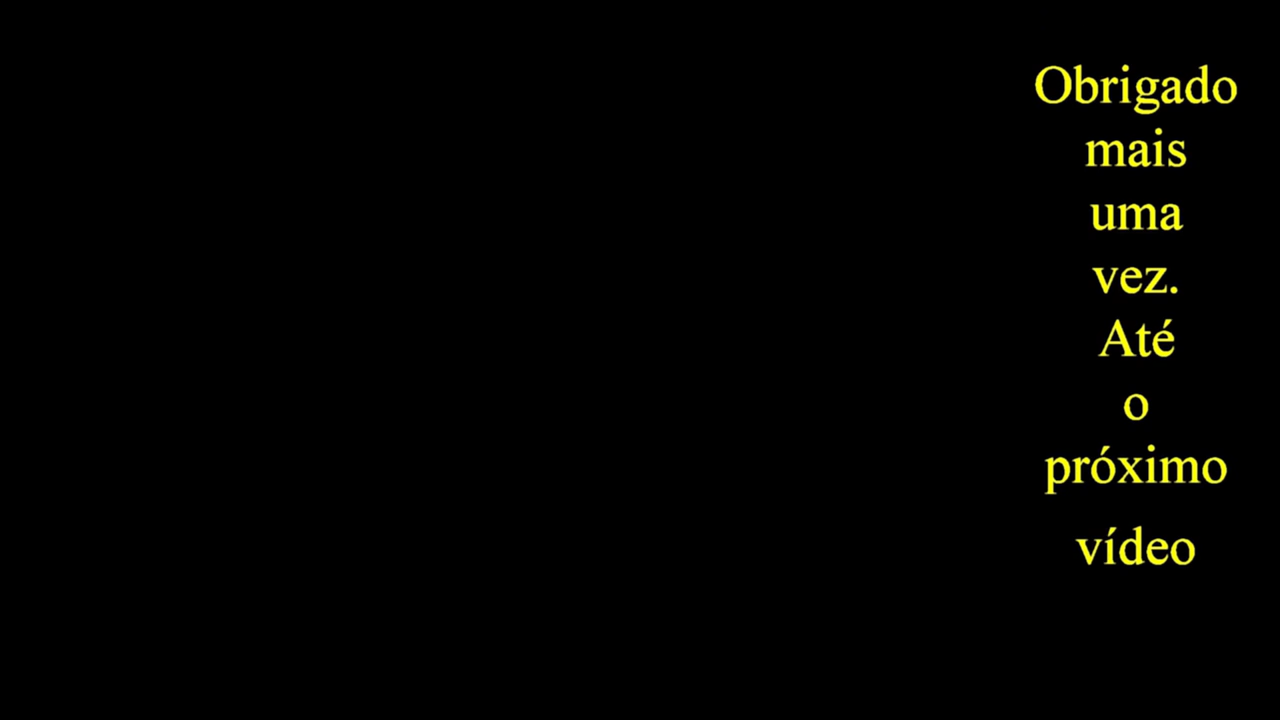 Obrigado
mais
uma
vez.
Até
o
próximo
vídeo